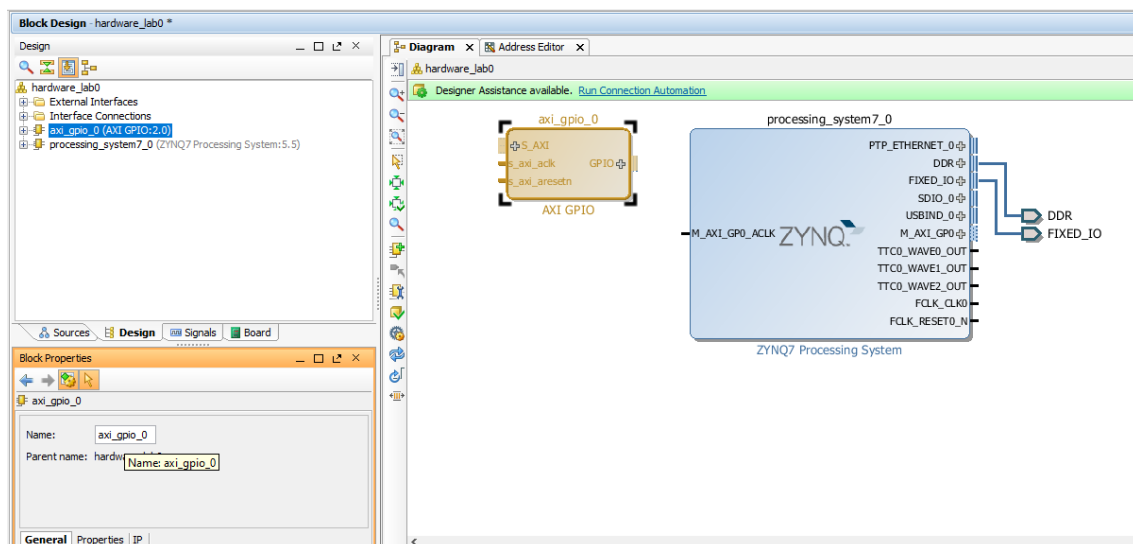 Block Design - hardware_lab0 *
Design
hardware_lab0
External Interfaces
Interface Connections
axi_gpio_0 (AXI GPIO:2.0)
processing_system7_0 (ZYNQ7 Processing System:5.5)
Sources
Design
Signals
Board
Block Properties
axi_gpio_0
Name: axi_gpio_0
Parent name: hardw
Name: axi_gpio_0
General Properties IP
Diagram
Address Editor
hardware_lab0
Designer Assistance available. Run Connection Automation
axi_gpio_0
S_AXI
s_axi_aclk
GPIO
s_axi_aresetn
AXI GPIO
processing_system7_0
PTP_ETHERNET_0
DDR
FIXED_IO
SDIO_0
USBIND_0
M_AXI_GP0_ACLK
ZYNQ
M_AXI_GP0
TTC0_WAVE0_OUT
TTC0_WAVE1_OUT
TTC0_WAVE2_OUT
FCLK_CLK0
FCLK_RESET0_N
ZYNQ7 Processing System
DDR
FIXED_IO